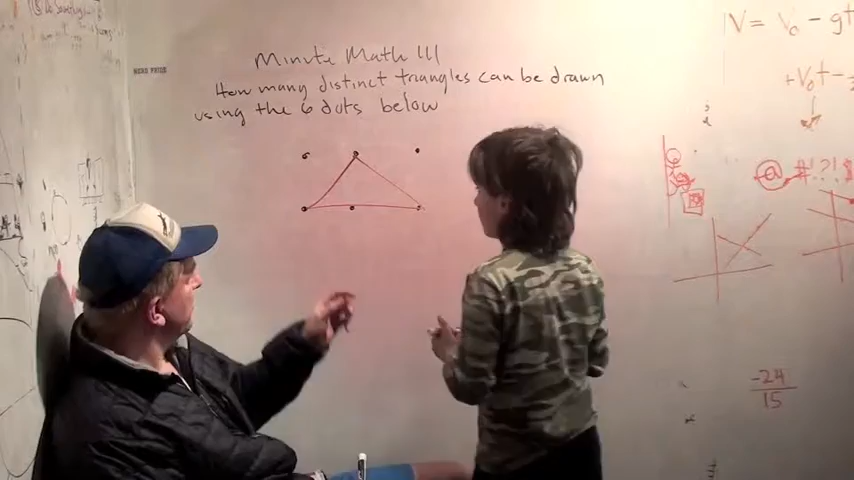 Minute Math III
How many distinct triangles can be drawn
using the 6 dots below
V = V₀ - gt
+V₀t -
@ #!?!$
-24
15